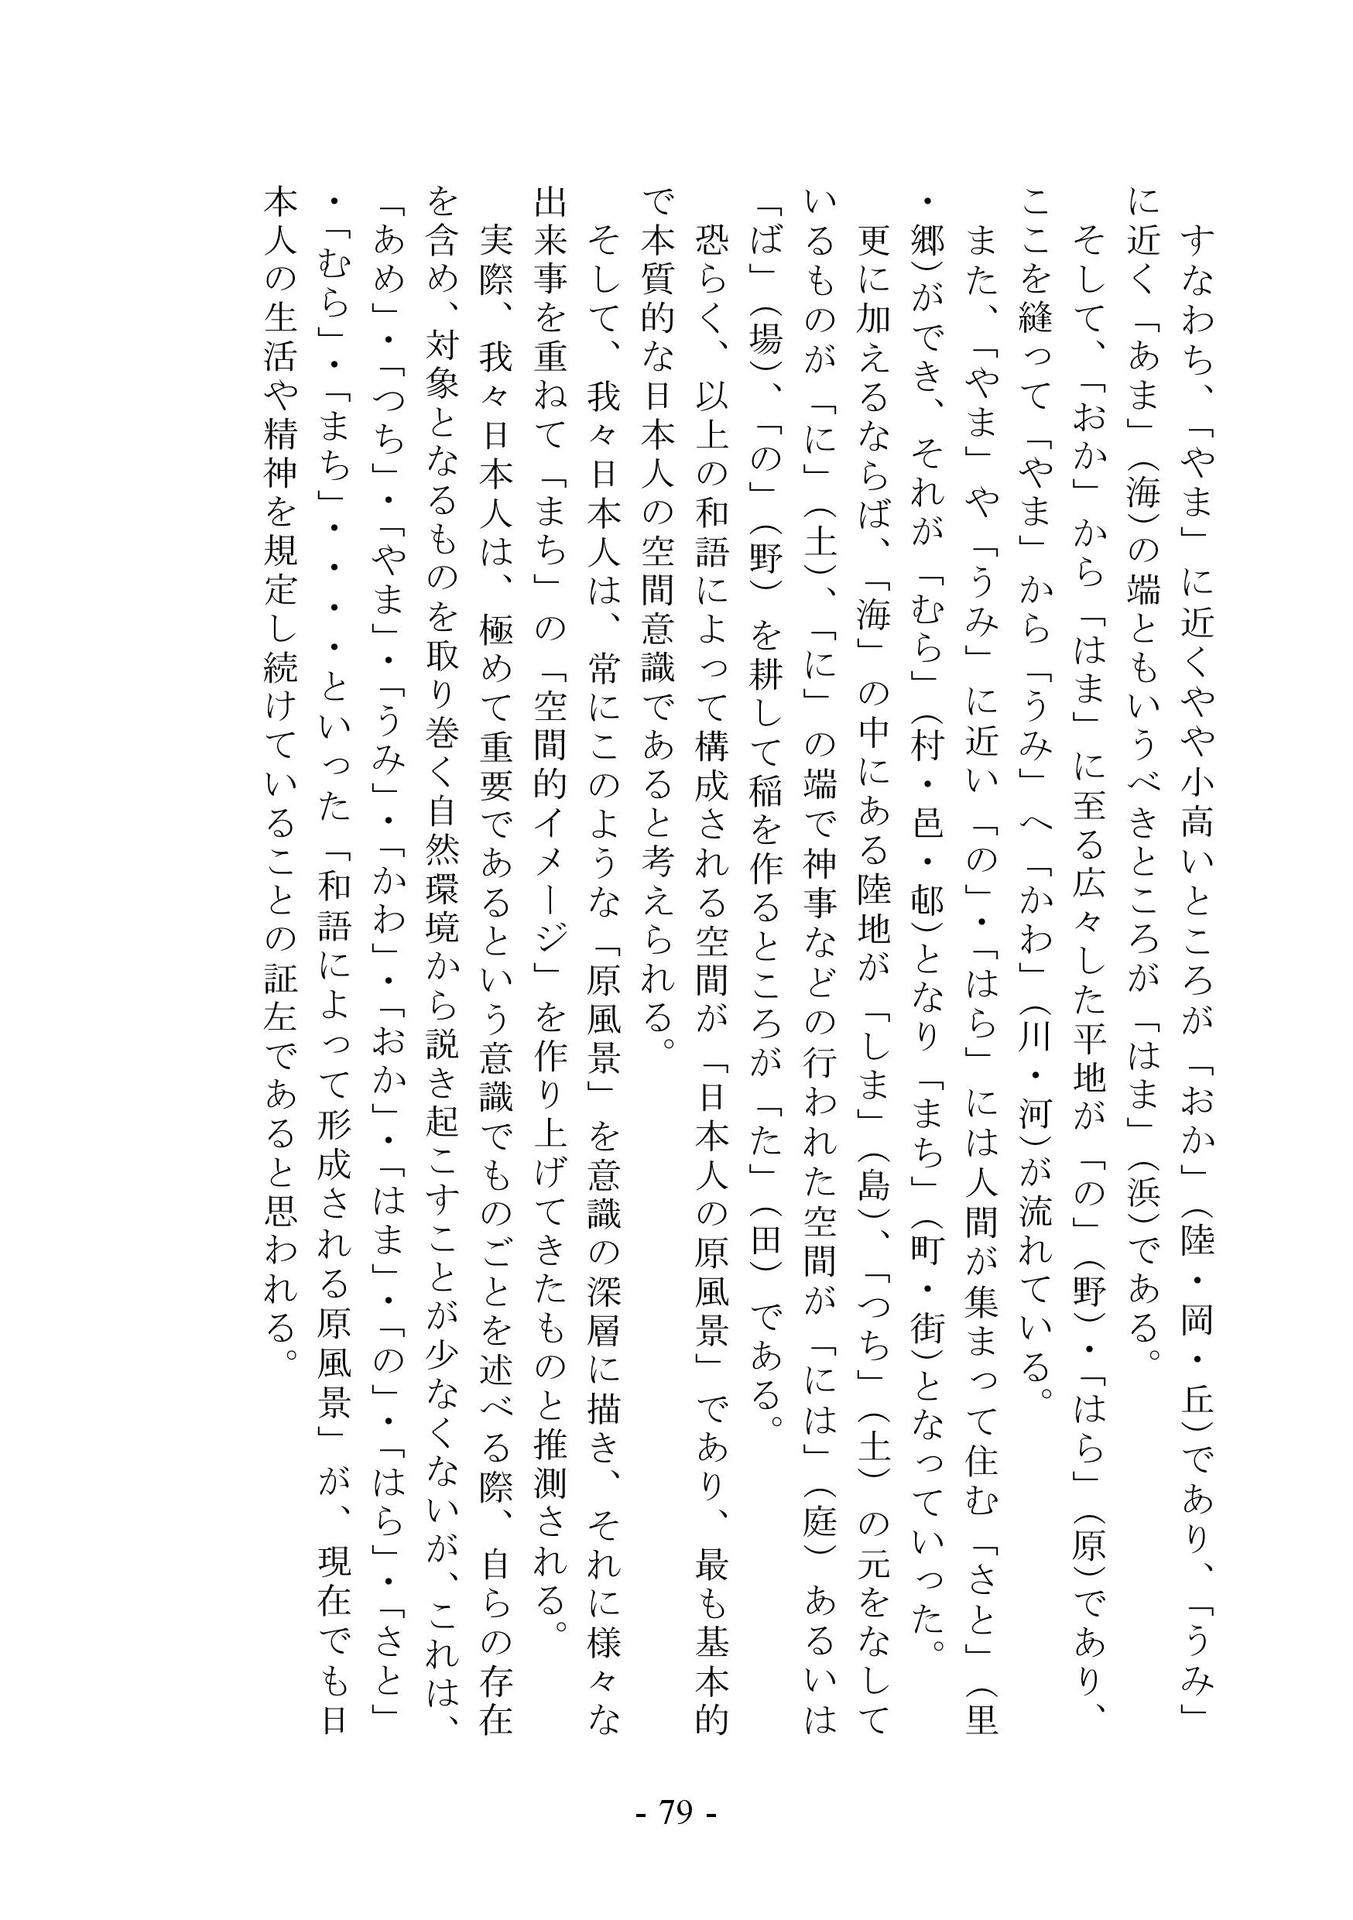 すなわち、「やま」に近くやや小高いところが「おか」（陸・岡・丘）であり、「うみ」
に近く「あま」（海）の端ともいうべきところが「はま」（浜）である。
　そして、「おか」から「はま」に至る広々した平地が「の」（野）・「はら」（原）であり、
ここを縫って「やま」から「うみ」へ「かわ」（川・河）が流れている。
　また、「やま」や「うみ」に近い「の」・「はら」には人間が集まって住む「さと」（里
・郷）ができ、それが「むら」（村・邑・邨）となり「まち」（町・街）となっていった。
　更に加えるならば、「海」の中にある陸地が「しま」（島）、「つち」（土）の元をなして
いるものが「に」（土）、「に」の端で神事などの行われた空間が「には」（庭）あるいは
「ば」（場）、「の」（野）を耕して稲を作るところが「た」（田）である。
　恐らく、以上の和語によって構成される空間が「日本人の原風景」であり、最も基本的
で本質的な日本人の空間意識であると考えられる。
　そして、我々日本人は、常にこのような「原風景」を意識の深層に描き、それに様々な
出来事を重ねて「まち」の「空間的イメージ」を作り上げてきたものと推測される。
　実際、我々日本人は、極めて重要であるという意識でものごとを述べる際、自らの存在
を含め、対象となるものを取り巻く自然環境から説き起こすことが少なくないが、これは、
「あめ」・「つち」・「やま」・「うみ」・「かわ」・「おか」・「はま」・「の」・「はら」・「さと」
・「むら」・「まち」・・・・といった「和語によって形成される原風景」が、現在でも日
本人の生活や精神を規定し続けていることの証左であると思われる。
- 79 -